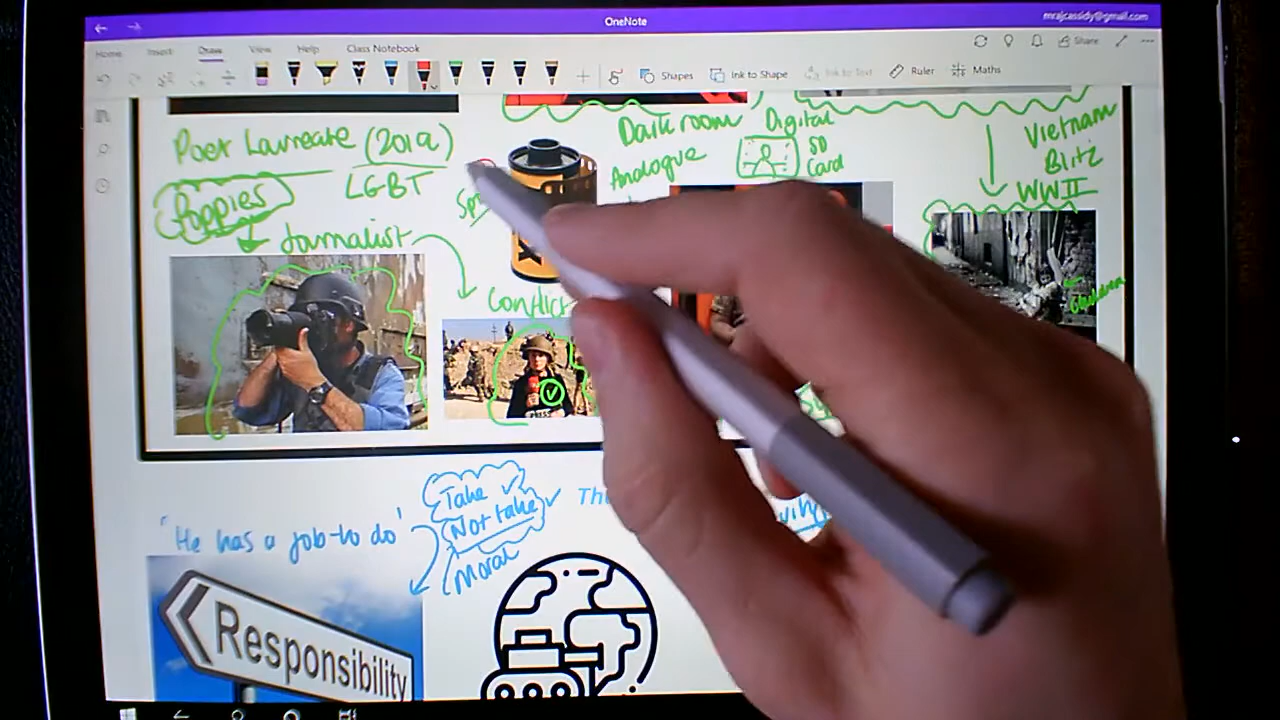 OneNote
mrajcassidy@gmail.com
Home Insert Draw View Help Class Notebook
Share
Shapes Ink to Shape Ink to Text Ruler Maths
Poet Laureate (2019)
LGBT
Poppies
Journalist
Conflict
Dark room
Analogue
Digital
SD
Card
Vietnam
Blitz
WWII
Children
PRESS
"He has a job to do'
Take
Not take
Moral
Responsibility